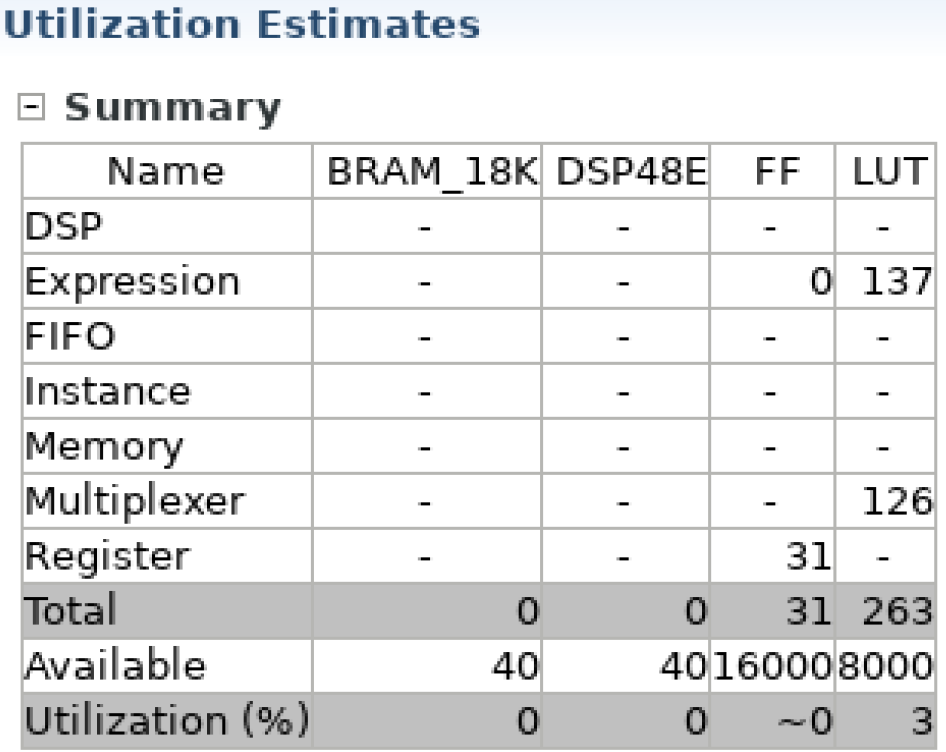 Utilization Estimates
Summary
Name BRAM_18K DSP48E FF LUT
DSP - - - -
Expression - - 0 137
FIFO - - - -
Instance - - - -
Memory - - - -
Multiplexer - - - 126
Register - - 31 -
Total 0 0 31 263
Available 40 40 16000 8000
Utilization (%) 0 0 ~0 3